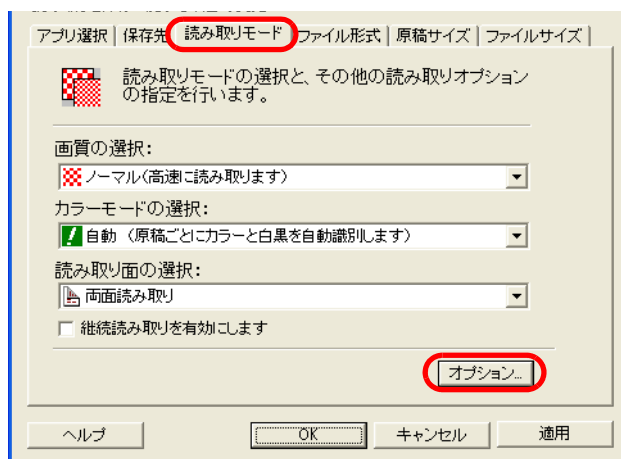 アプリ選択 保存先 読み取りモード ファイル形式 原稿サイズ ファイルサイズ
読み取りモードの選択と、その他の読み取りオプション
の指定を行います。
画質の選択:
ノーマル(高速に読み取ります)
カラーモードの選択:
自動 (原稿ごとにカラーと白黒を自動識別します)
読み取り面の選択:
両面読み取り
継続読み取りを有効にします
オプション...
ヘルプ OK キャンセル 適用